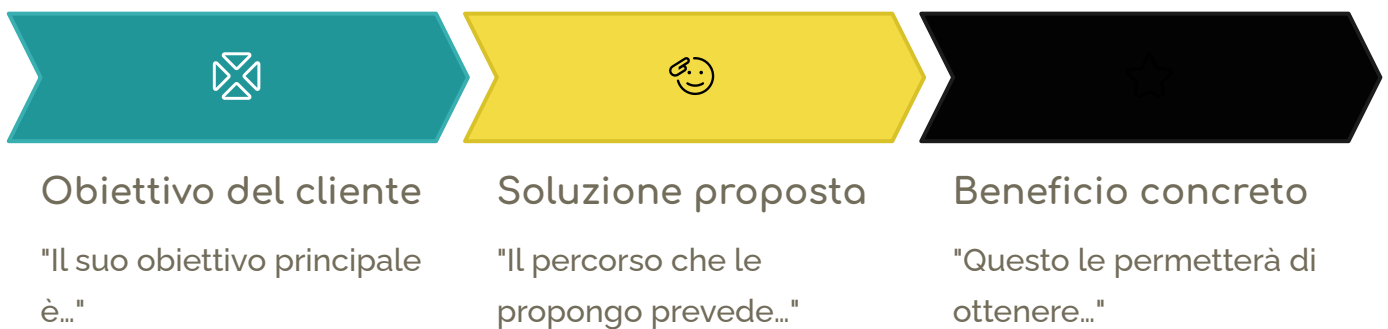 Obiettivo del cliente
"Il suo obiettivo principale
è..."
Soluzione proposta
"Il percorso che le
propongo prevede..."
Beneficio concreto
"Questo le permetterà di
ottenere..."